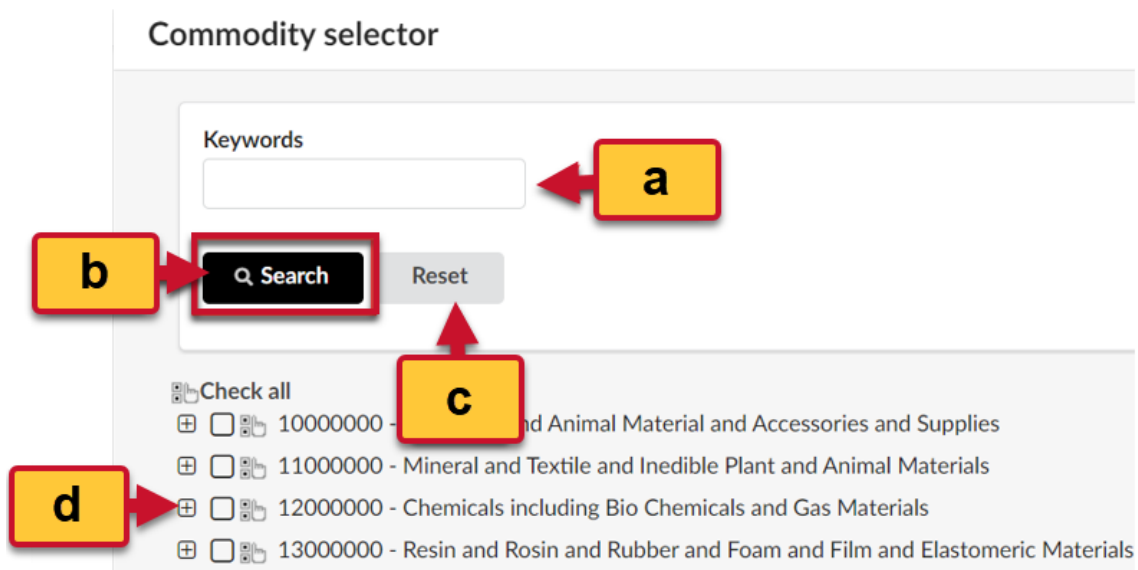 Commodity selector
Keywords
a
b
Search Reset
Check all
c
10000000 - nd Animal Material and Accessories and Supplies
11000000 - Mineral and Textile and Inedible Plant and Animal Materials
d
12000000 - Chemicals including Bio Chemicals and Gas Materials
13000000 - Resin and Rosin and Rubber and Foam and Film and Elastomeric Materials